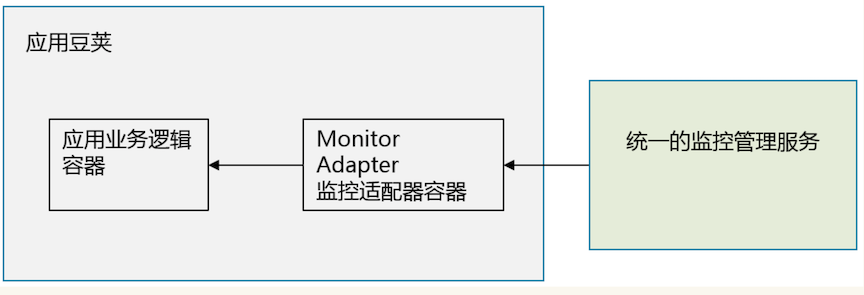 应用豆荚
应用业务逻辑
容器
Monitor
Adapter
监控适配器容器
统一的监控管理服务